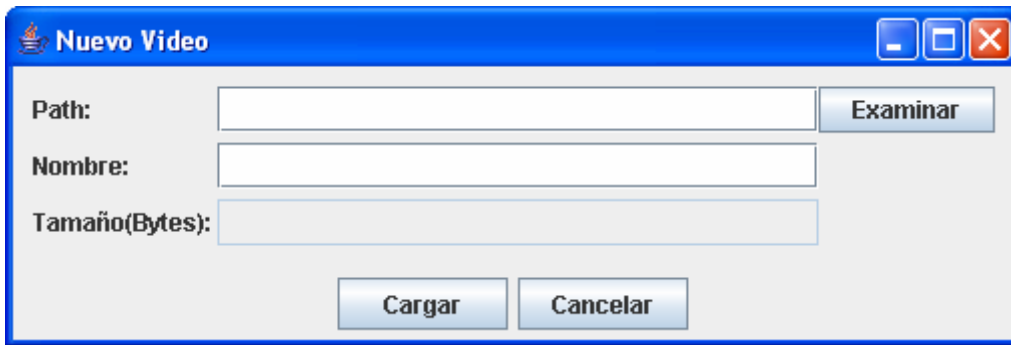 Nuevo Video
Path: Examinar
Nombre:
Tamaño(Bytes):
Cargar Cancelar